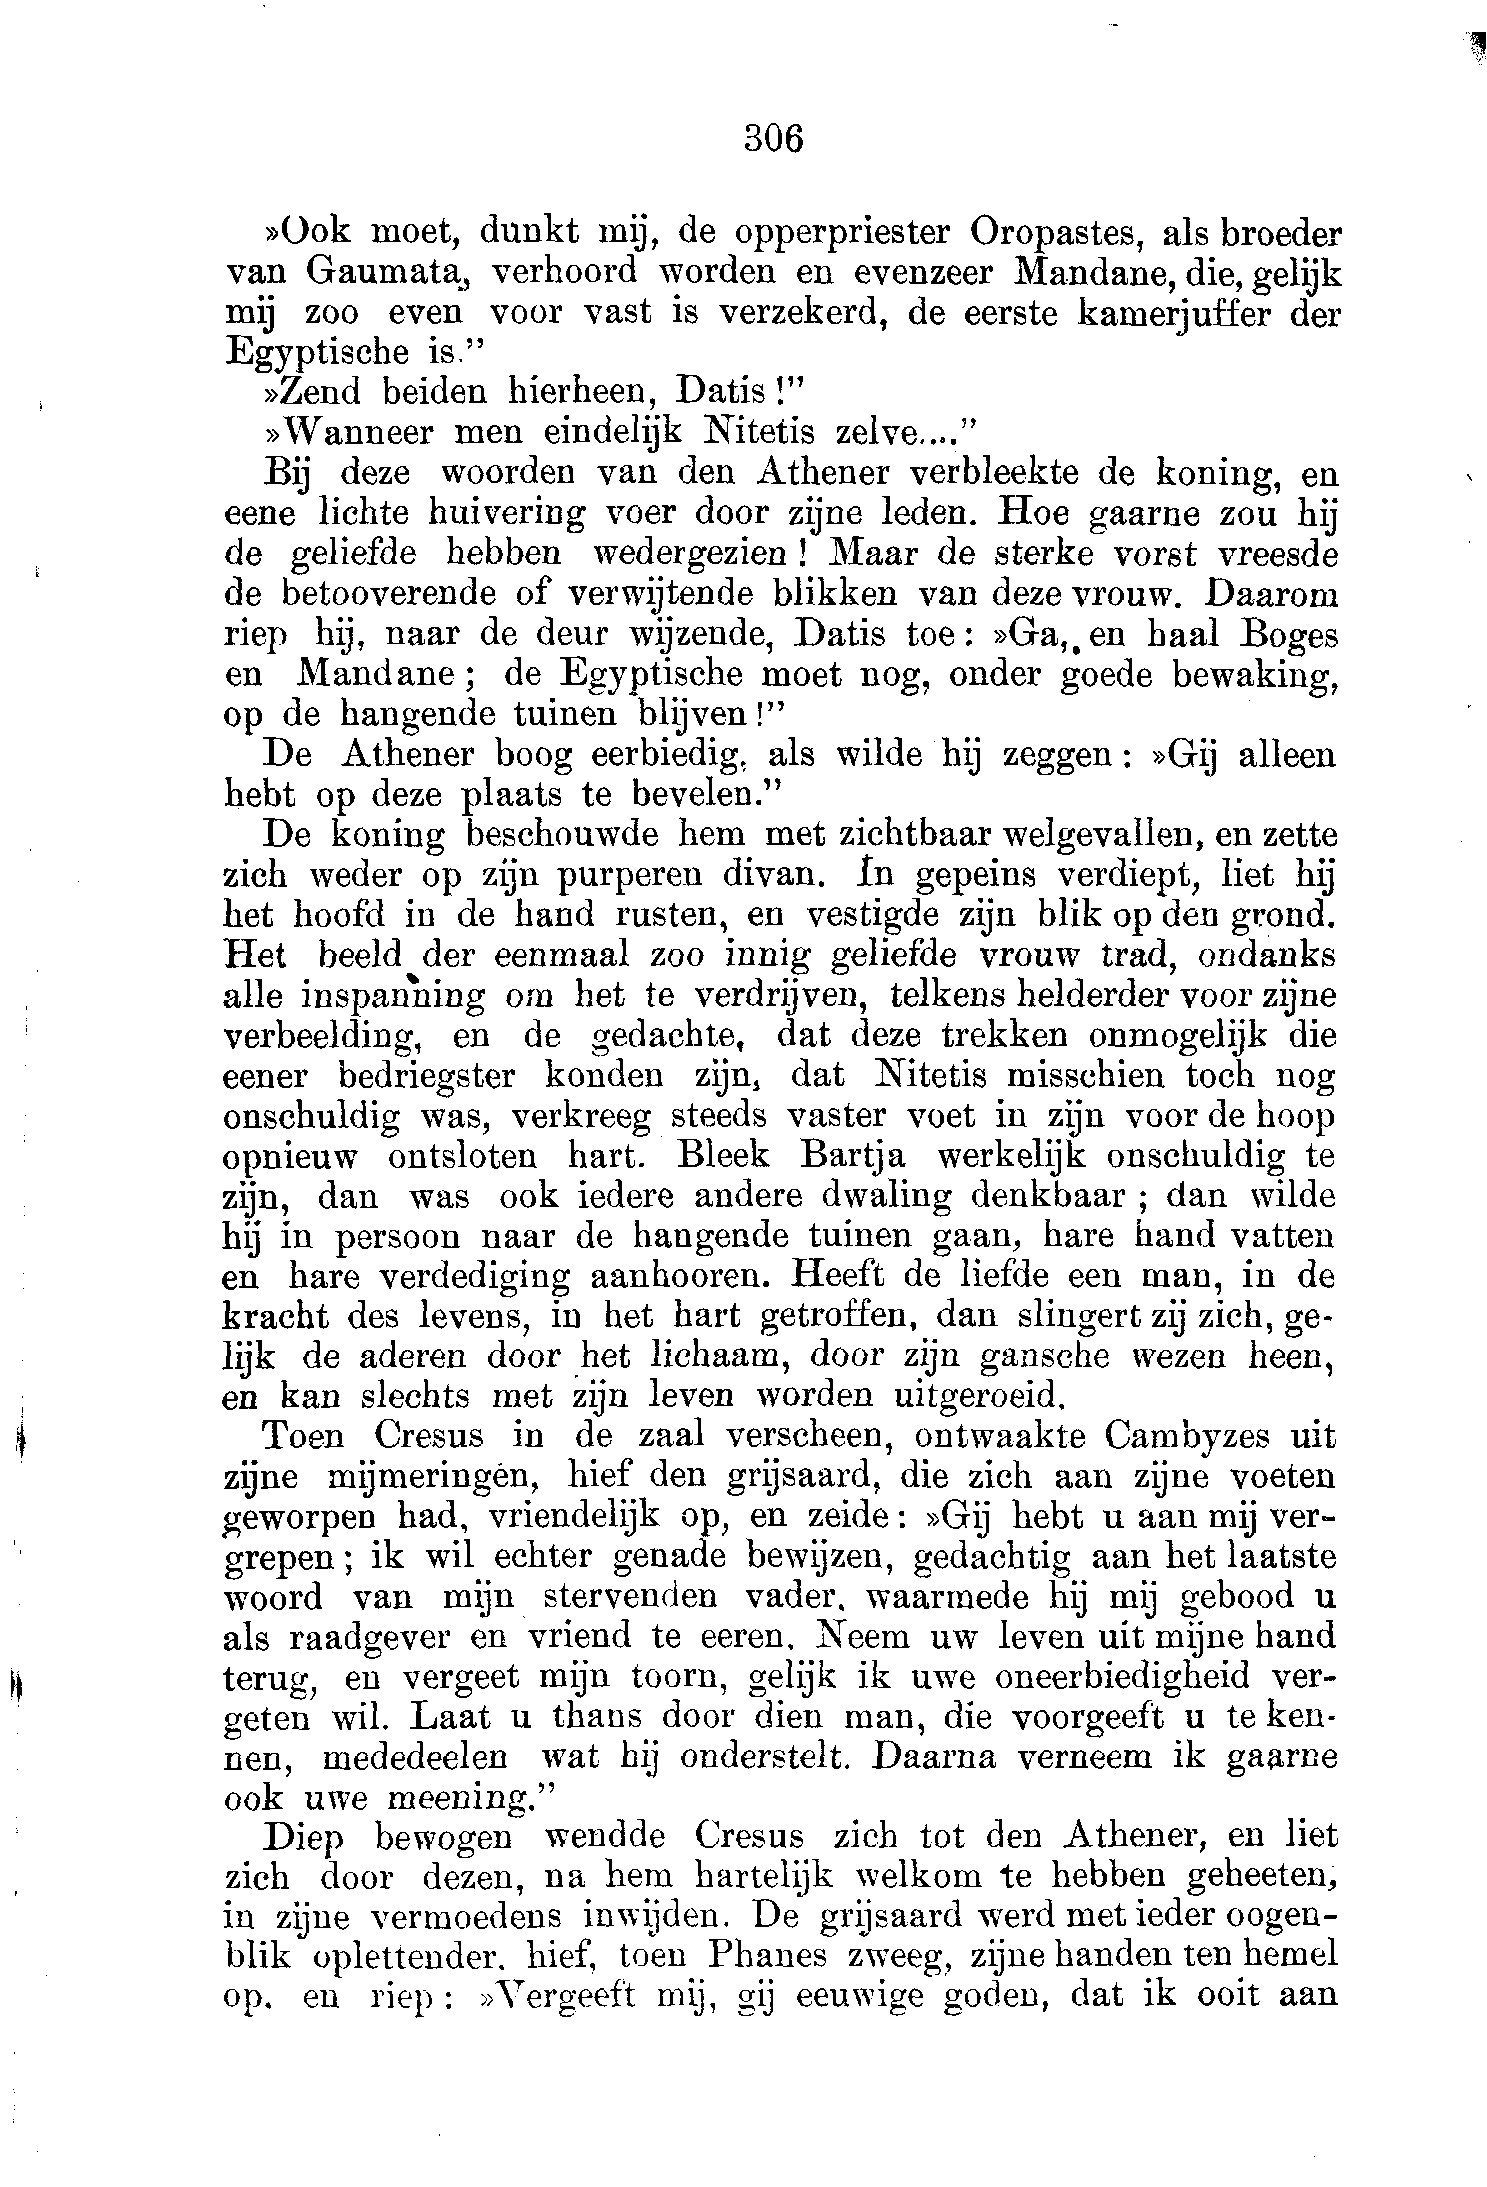 306
»Ook moet, dunkt mij, de opperpriester Oropastes, als broeder
van Gaumata, verhoord worden en evenzeer Mandane, die, gelijk
mij zoo even voor vast is verzekerd, de eerste kamerjuffer der
Egyptische is."
»Zend beiden hierheen, Datis !"
»Wanneer men eindelijk Nitetis zelve...."
Bij deze woorden van den Athener verbleekte de koning, en
eene lichte huivering voer door zijne leden. Hoe gaarne zou hij
de geliefde hebben wedergezien ! Maar de sterke vorst vreesde
de betooverende of verwijtende blikken van deze vrouw. Daarom
riep hij, naar de deur wijzende, Datis toe : »Ga, en haal Boges
en Mandane ; de Egyptische moet nog, onder goede bewaking,
op de hangende tuinen blijven !"
De Athener boog eerbiedig, als wilde hij zeggen : »Gij alleen
hebt op deze plaats te bevelen."
De koning beschouwde hem met zichtbaar welgevallen, en zette
zich weder op zijn purperen divan. In gepeins verdiept, liet hij
het hoofd in de hand rusten, en vestigde zijn blik op den grond.
Het beeld der eenmaal zoo innig geliefde vrouw trad, ondanks
alle inspanning om het te verdrijven, telkens helderder voor zijne
verbeelding, en de gedachte, dat deze trekken onmogelijk die
eener bedriegster konden zijn, dat Nitetis misschien toch nog
onschuldig was, verkreeg steeds vaster voet in zijn voor de hoop
opnieuw ontsloten hart. Bleek Bartja werkelijk onschuldig te
zijn, dan was ook iedere andere dwaling denkbaar ; dan wilde
hij in persoon naar de hangende tuinen gaan, hare hand vatten
en hare verdediging aanhooren. Heeft de liefde een man, in de
kracht des levens, in het hart getroffen, dan slingert zij zich, ge-
lijk de aderen door het lichaam, door zijn gansche wezen heen,
en kan slechts met zijn leven worden uitgeroeid.
Toen Cresus in de zaal verscheen, ontwaakte Cambyzes uit
zijne mijmeringen, hief den grijsaard, die zich aan zijne voeten
geworpen had, vriendelijk op, en zeide : »Gij hebt u aan mij ver-
grepen ; ik wil echter genade bewijzen, gedachtig aan het laatste
woord van mijn stervenden vader, waarmede hij mij gebood u
als raadgever en vriend te eeren. Neem uw leven uit mijne hand
terug, en vergeet mijn toorn, gelijk ik uwe oneerbiedigheid ver-
geten wil. Laat u thans door dien man, die voorgeeft u te ken-
nen, mededeelen wat hij onderstelt. Daarna verneem ik gaarne
ook uwe meening."
Diep bewogen wendde Cresus zich tot den Athener, en liet
zich door dezen, na hem hartelijk welkom te hebben geheeten,
in zijne vermoedens inwijden. De grijsaard werd met ieder oogen-
blik oplettender, hief, toen Phanes zweeg, zijne handen ten hemel
op, en riep : »Vergeeft mij, gij eeuwige goden, dat ik ooit aan